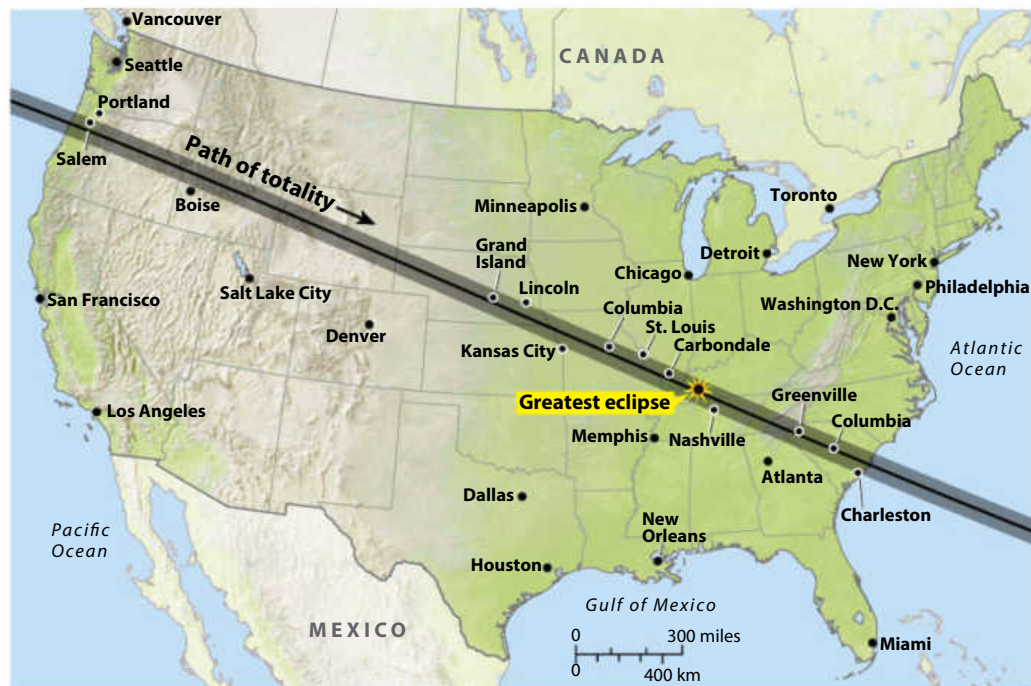 Vancouver
CANADA
Seattle
Portland
Salem
Path of totality
Boise
Minneapolis
Toronto
Grand
Island
Detroit
New York
Chicago
Salt Lake City
Lincoln
Philadelphia
San Francisco
Columbia
Washington D.C.
St. Louis
Denver
Kansas City
Carbondale
Atlantic
Ocean
Greatest eclipse
Greenville
Los Angeles
Columbia
Memphis
Nashville
Atlanta
Dallas
Charleston
Pacific
Ocean
New
Orleans
Houston
Gulf of Mexico
MEXICO
0 300 miles
0 400 km
Miami